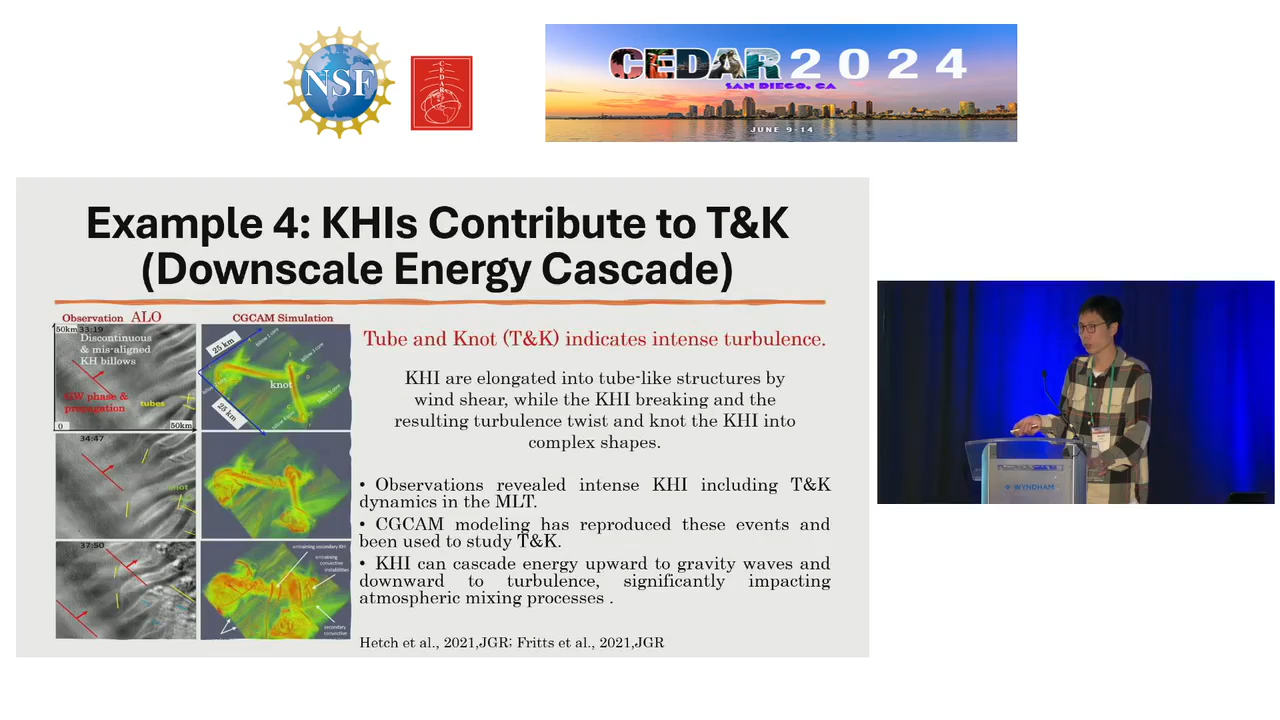 NSF
CEDAR
CEDAR 2024
SAN DIEGO, CA
JUNE 9-14
Example 4: KHIs Contribute to T&K
(Downscale Energy Cascade)
Observation ALO
CGCAM Simulation
50km 33:19
Discontinuous
& mis-aligned
KH billows
GW phase &
propagation
tubes
0
50km
25 km
knot
25 km
34:47
knot
37:50
entraining secondary KH
entraining
convective
instabilities
secondary
convective
Tube and Knot (T&K) indicates intense turbulence.
KHI are elongated into tube-like structures by
wind shear, while the KHI breaking and the
resulting turbulence twist and knot the KHI into
complex shapes.
• Observations revealed intense KHI including T&K
dynamics in the MLT.
• CGCAM modeling has reproduced these events and
been used to study T&K.
• KHI can cascade energy upward to gravity waves and
downward to turbulence, significantly impacting
atmospheric mixing processes .
Hetch et al., 2021,JGR; Fritts et al., 2021,JGR
WYNDHAM